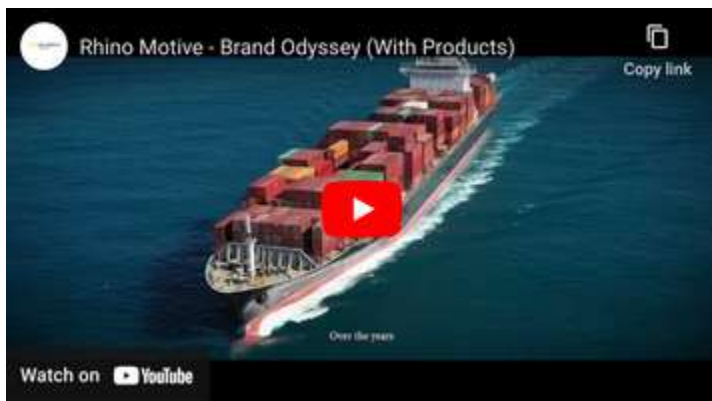 Rhino Motive - Brand Odyssey (With Products)
Copy link
Over the years
Watch on YouTube